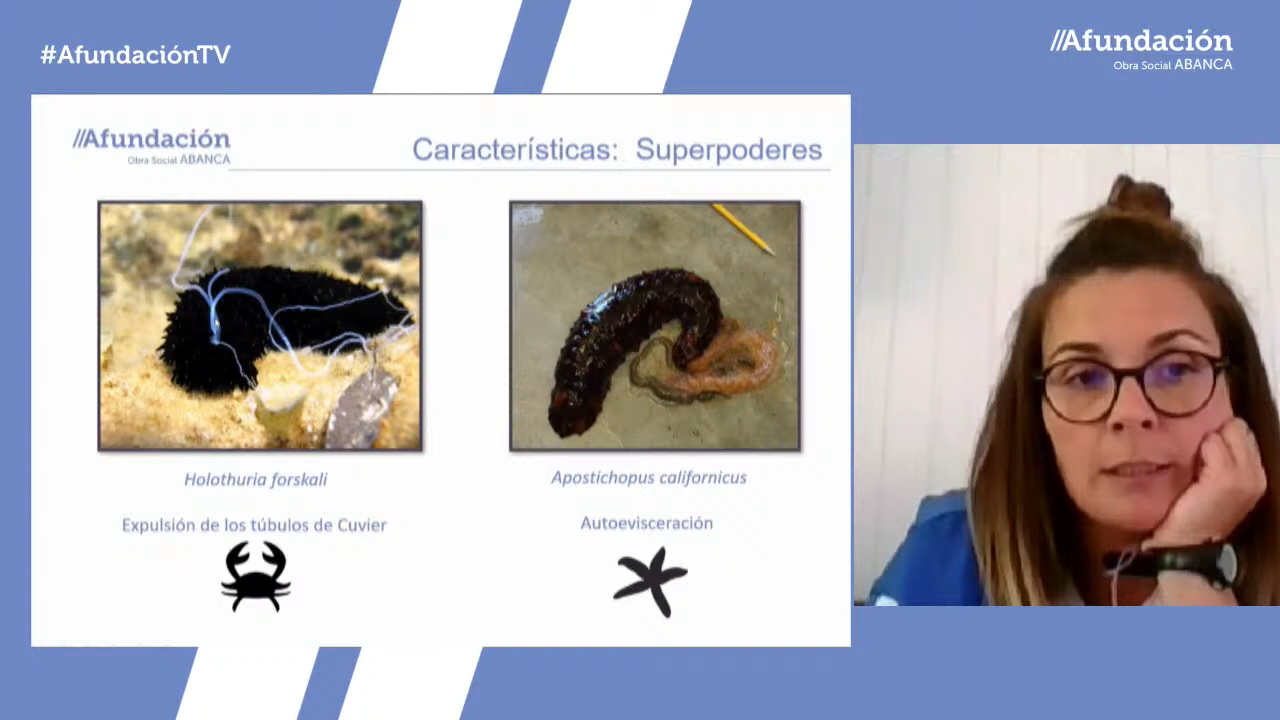 #AfundaciónTV
//Afundación
Obra Social ABANCA
//Afundación
Obra Social ABANCA
Características: Superpoderes
Holothuria forskali
Apostichopus californicus
Expulsión de los túbulos de Cuvier
Autoevisceración